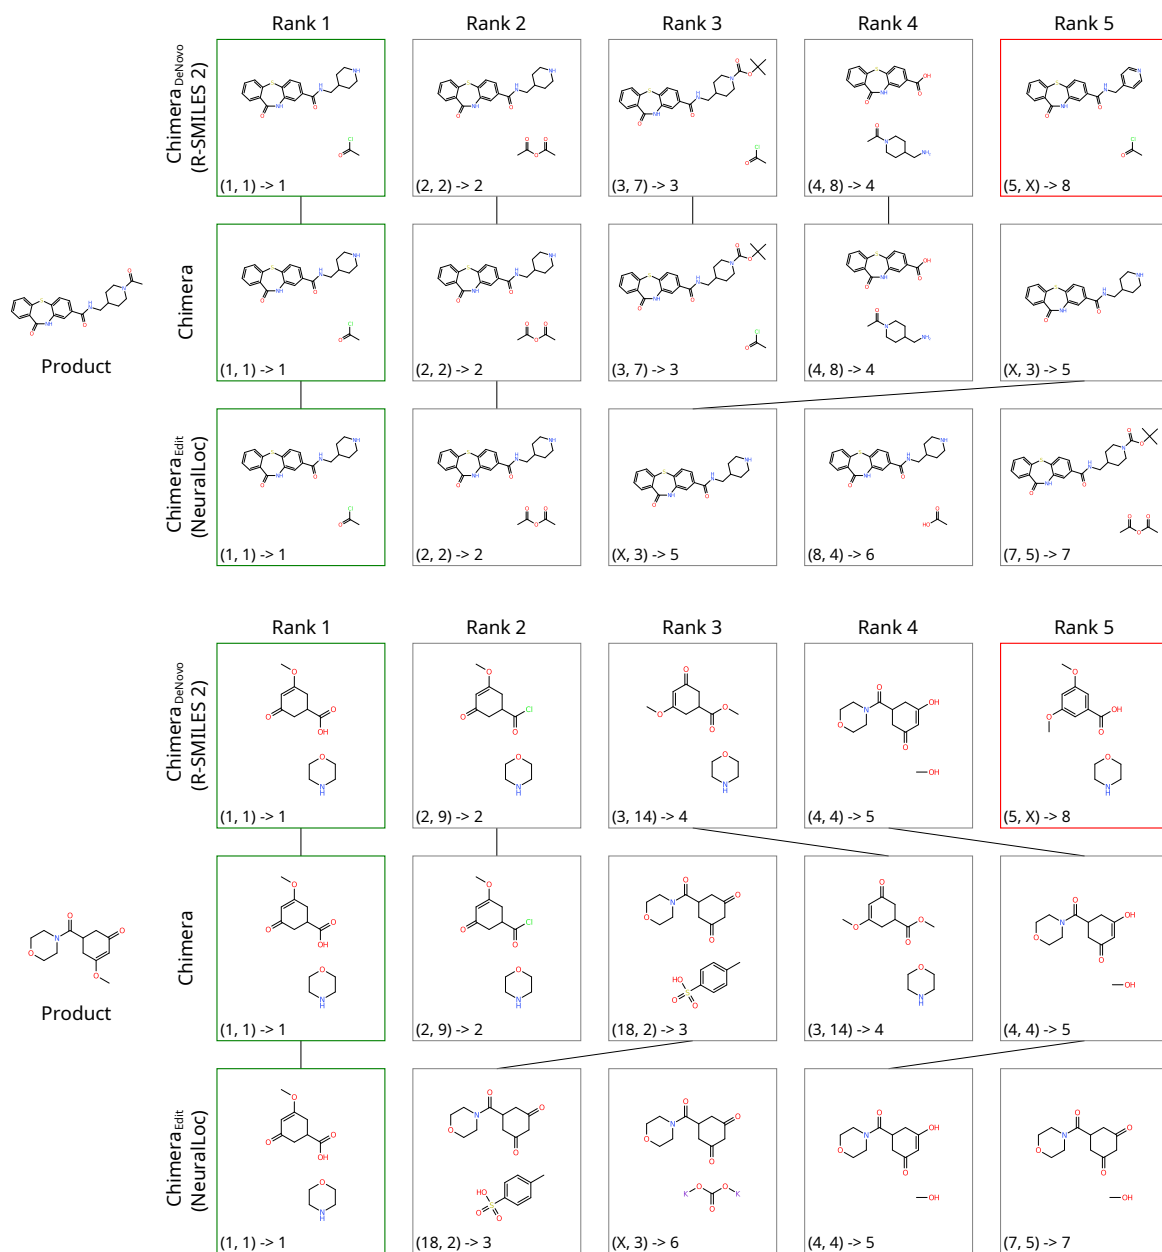 Rank 1 Rank 2 Rank 3 Rank 4 Rank 5
Chimera DeNovo
(R-SMILES 2)
(1, 1) -> 1 (2, 2) -> 2 (3, 7) -> 3 (4, 8) -> 4 (5, X) -> 8
Product
Chimera
(1, 1) -> 1 (2, 2) -> 2 (3, 7) -> 3 (4, 8) -> 4 (X, 3) -> 5
Chimera Edit
(NeuralLoc)
(1, 1) -> 1 (2, 2) -> 2 (X, 3) -> 5 (8, 4) -> 6 (7, 5) -> 7
Rank 1 Rank 2 Rank 3 Rank 4 Rank 5
Chimera DeNovo
(R-SMILES 2)
(1, 1) -> 1 (2, 9) -> 2 (3, 14) -> 4 (4, 4) -> 5 (5, X) -> 8
Product
Chimera
(1, 1) -> 1 (2, 9) -> 2 (18, 2) -> 3 (3, 14) -> 4 (4, 4) -> 5
Chimera Edit
(NeuralLoc)
(1, 1) -> 1 (18, 2) -> 3 (X, 3) -> 6 (4, 4) -> 5 (7, 5) -> 7